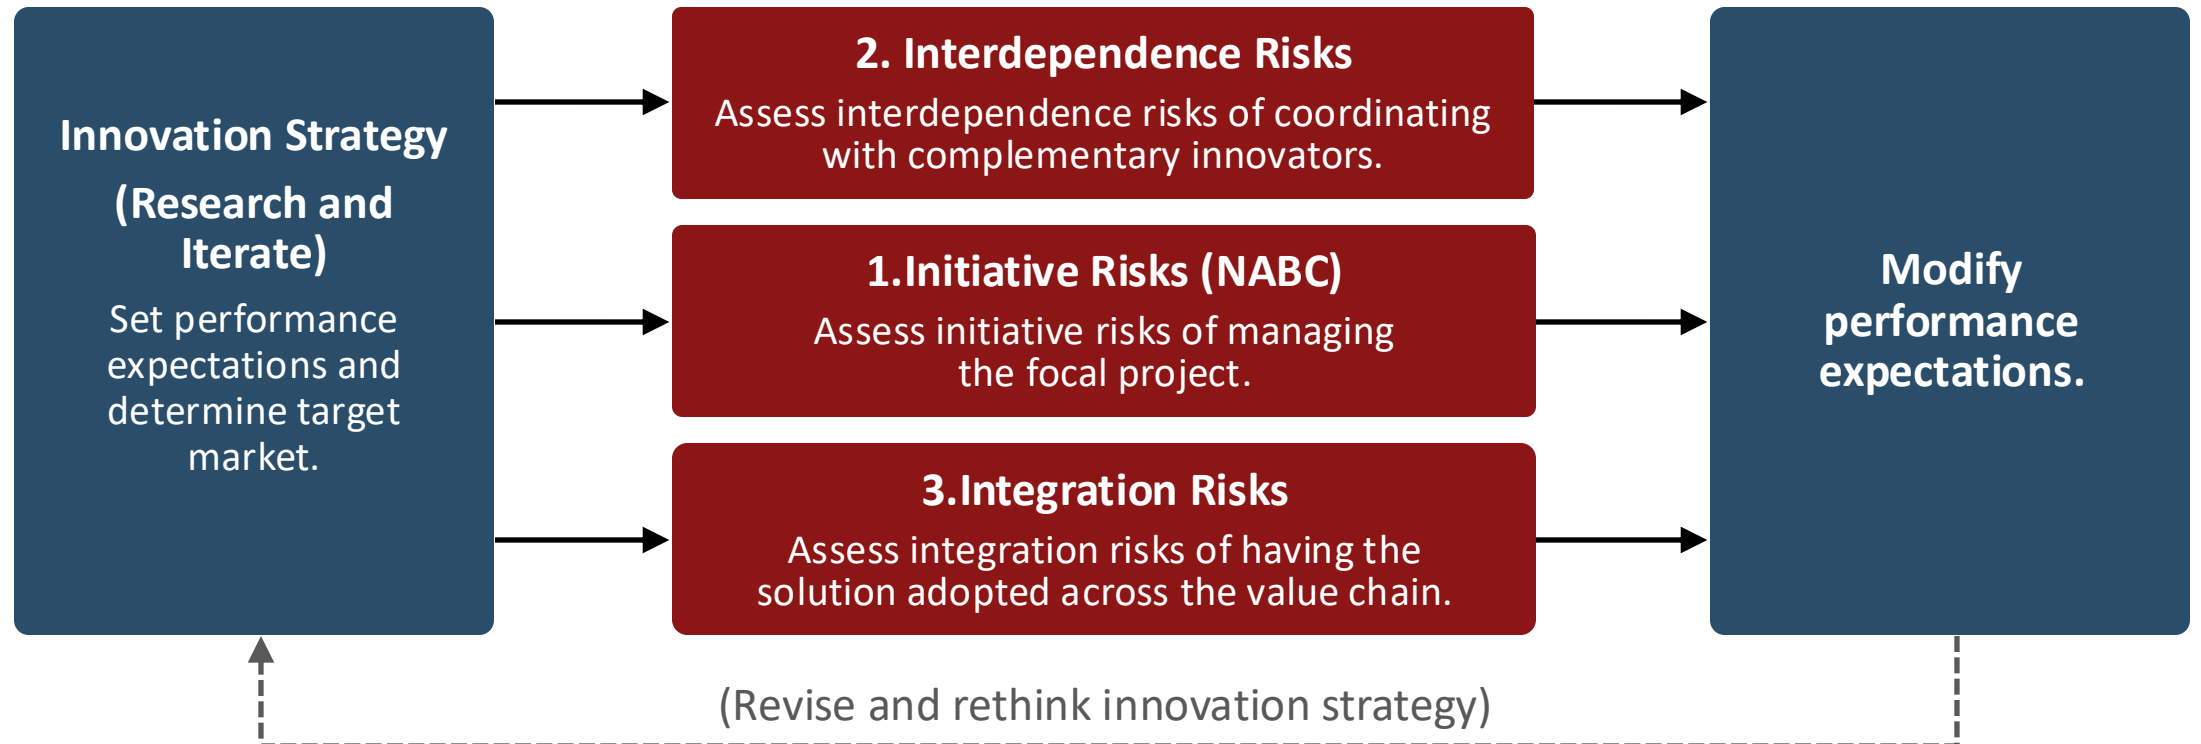 Innovation Strategy
(Research and
Iterate)
Set performance
expectations and
determine target
market.
2. Interdependence Risks
Assess interdependence risks of coordinating
with complementary innovators.
1.Initiative Risks (NABC)
Assess initiative risks of managing
the focal project.
3.Integration Risks
Assess integration risks of having the
solution adopted across the value chain.
Modify
performance
expectations.
(Revise and rethink innovation strategy)